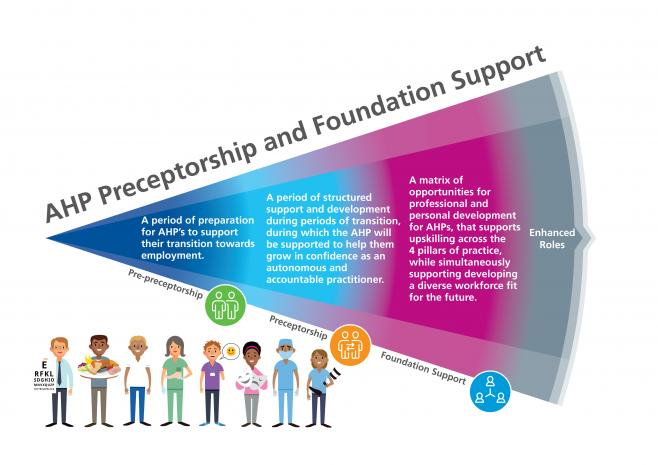 AHP Preceptorship and Foundation Support
A period of preparation
for AHP's to support
their transition towards
employment.
A period of structured
support and development
during periods of transition,
during which the AHP will
be supported to help them
grow in confidence as an
autonomous and
accountable practitioner.
A matrix of
opportunities for
professional and
personal development
for AHPs, that supports
upskilling across the
4 pillars of practice,
while simultaneously
supporting developing
a diverse workforce fit
for the future.
Enhanced
Roles
Pre-preceptorship
Preceptorship
Foundation Support
E
RFKL